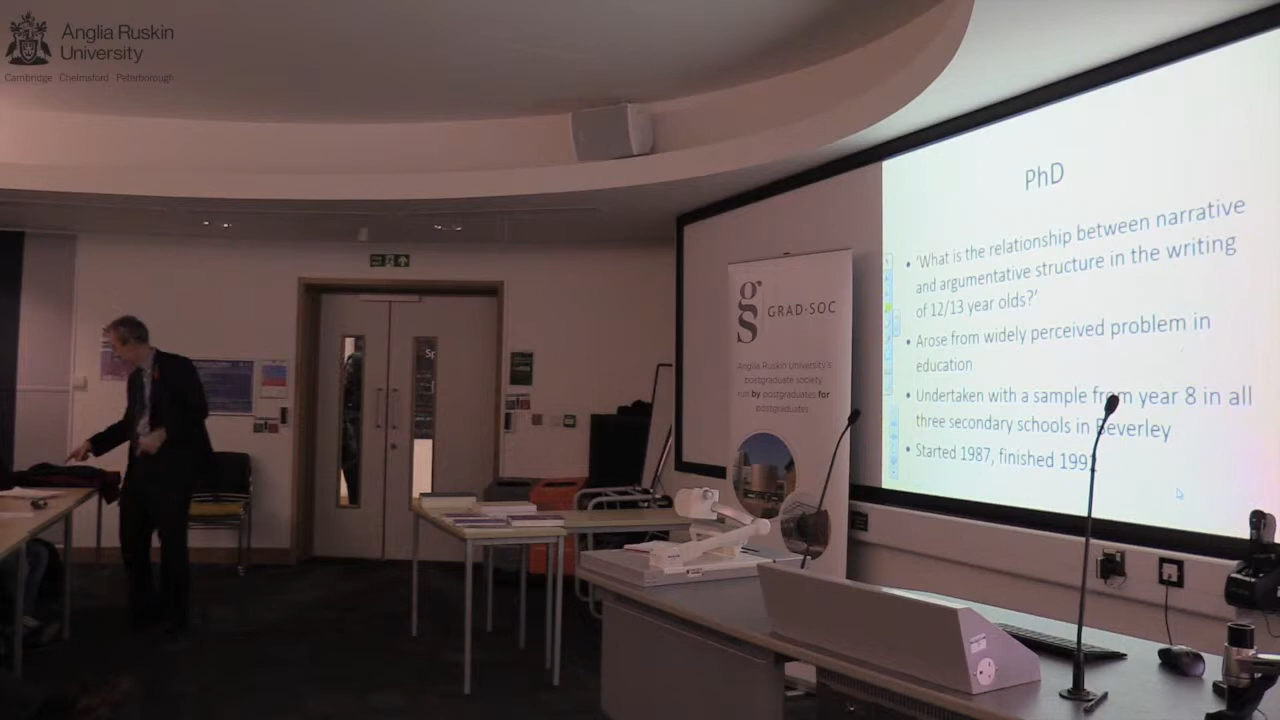 Anglia Ruskin
University
Cambridge Chelmsford Peterborough
PhD
• 'What is the relationship between narrative
and argumentative structure in the writing
of 12/13 year olds?'
• Arose from widely perceived problem in
education
• Undertaken with a sample from year 8 in all
three secondary schools in Beverley
• Started 1987, finished 199
gs
GRAD·SOC
Anglia Ruskin University's
postgraduate society
run by postgraduates for
postgraduates
Sp